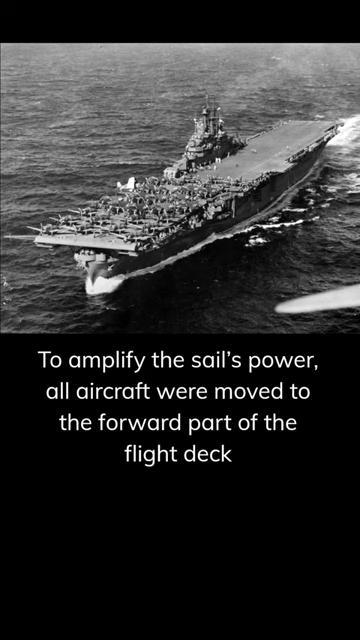 To amplify the sail’s power,
all aircraft were moved to
the forward part of the
flight deck